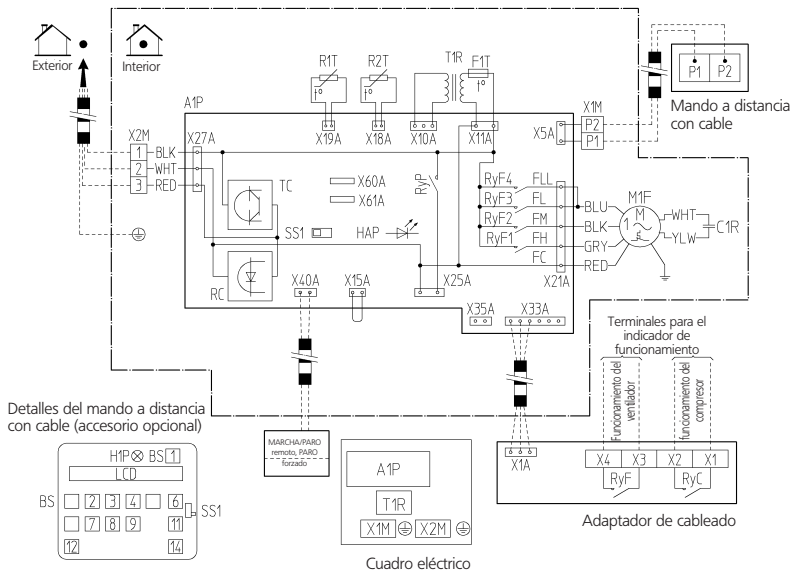 Exterior
Interior
R1T
R2T
T1R
F1T
t°
t°
P1 P2
Mando a distancia
con cable
A1P
X19A X18A X10A X11A
X5A
X1M
P2
P1
X2M
X27A
1 BLK
2 WHT
3 RED
TC
X60A
X61A
SS1
HAP
RyP
RC
RyF4 FLL
RyF3 FL
RyF2 FM
RyF1 FH
FC
BLU
BLK
GRY
RED
M1F
M
1 ~
WHT
YLW
C1R
X21A
X40A X15A X25A
X35A X33A
MARCHA/PARO
remoto, PARO
forzado
Terminales para el
indicador de
funcionamiento
Funcionamiento del
ventilador
funcionamiento del
compresor
X1A
X4 X3 X2 X1
RyF RyC
Adaptador de cableado
Detalles del mando a distancia
con cable (accesorio opcional)
H1P BS 1
LCD
BS 2 3 4 6
SS1
7 8 9 11
12 14
A1P
T1R
X1M X2M
Cuadro eléctrico